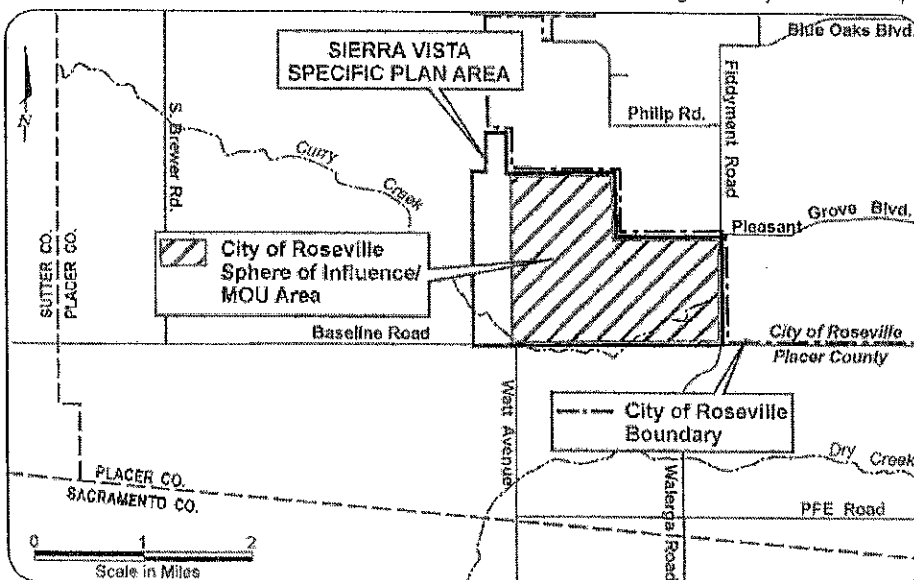 Blue Oaks Blvd.
SIERRA VISTA
SPECIFIC PLAN AREA
Fiddyment Road
Philip Rd.
N
S. Brewer Rd.
Curry
Creek
Pleasant
Grove Blvd.
City of Roseville
Sphere of Influence/
MOU Area
SUTTER CO.
PLACER CO.
Baseline Road
City of Roseville
Placer County
Watt Avenue
City of Roseville
Boundary
Dry Creek
Walerga Road
PLACER CO.
SACRAMENTO CO.
PFE Road
0 1 2
Scale in Miles